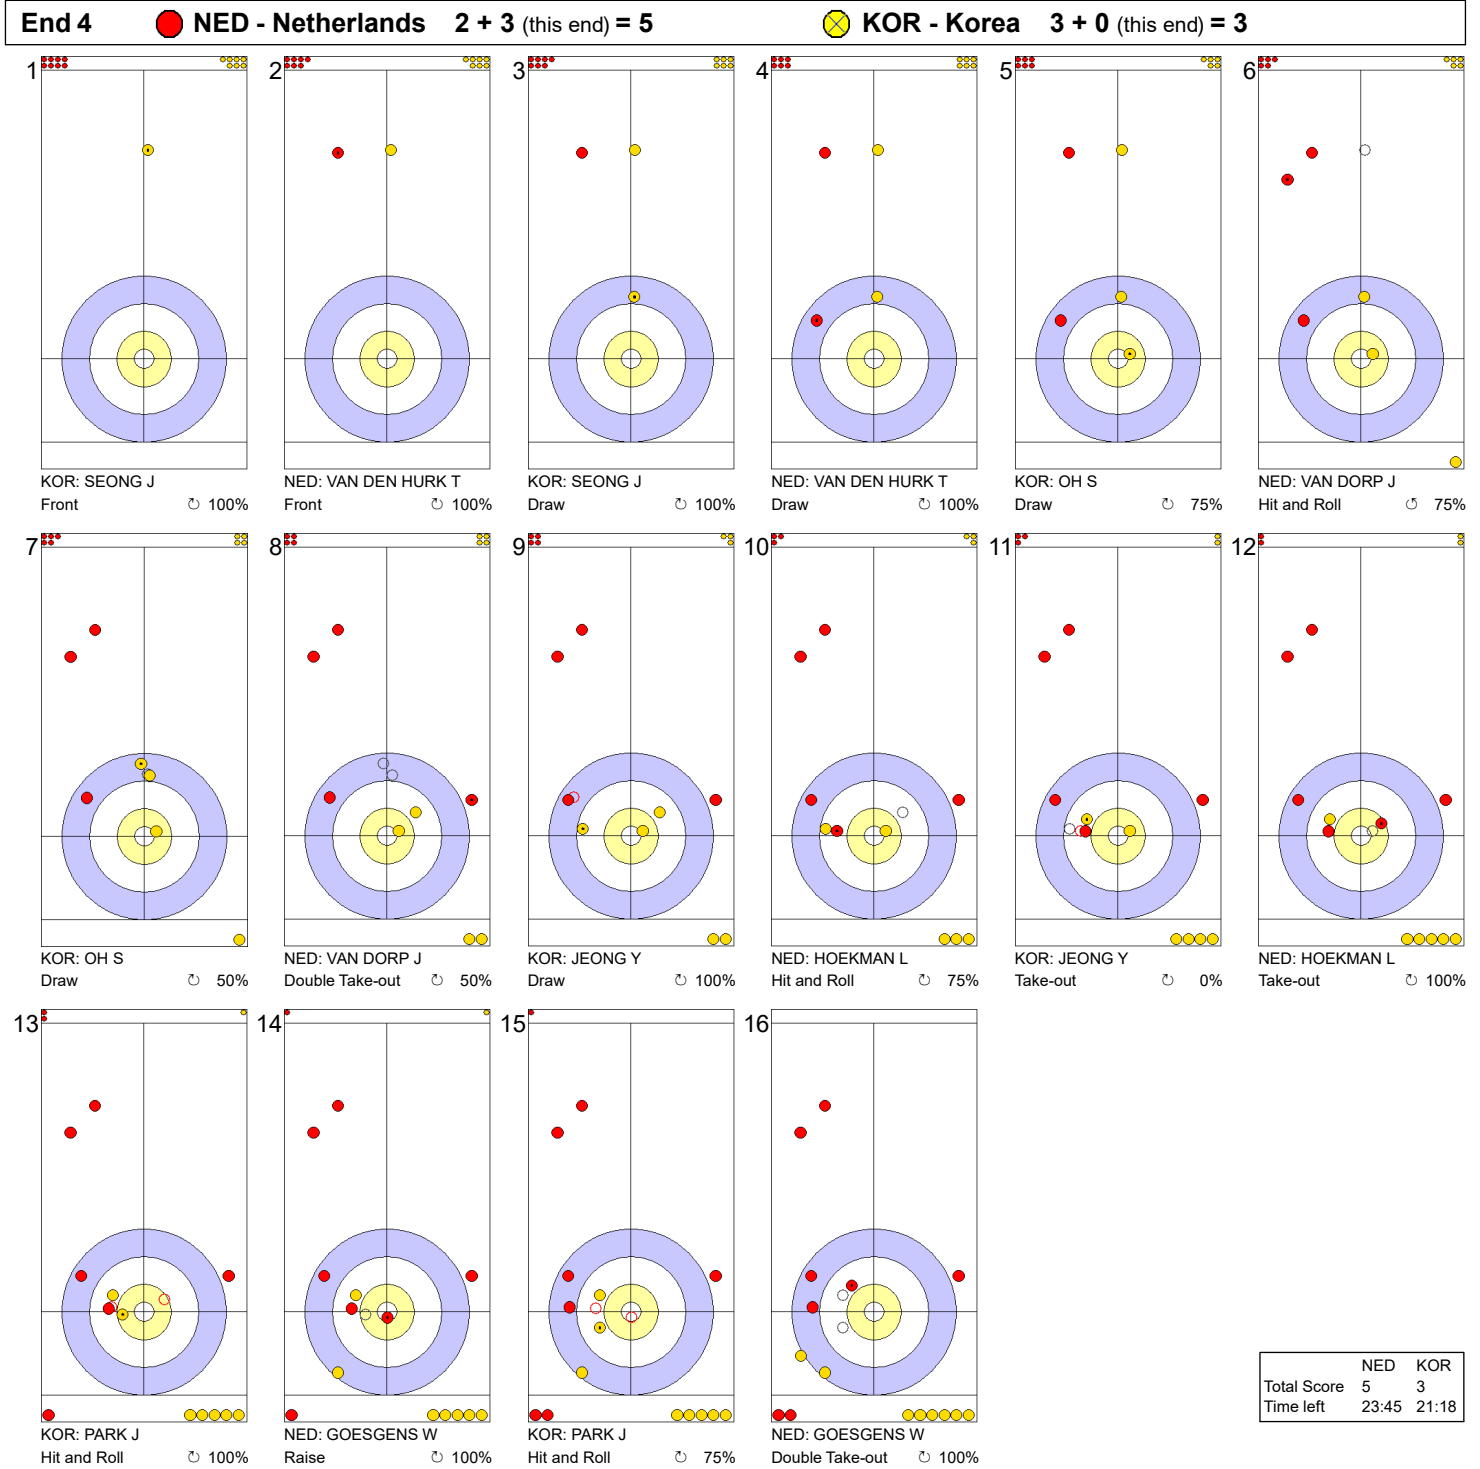 End 4 NED - Netherlands 2 + 3 (this end) = 5 KOR - Korea 3 + 0 (this end) = 3
1 2 3 4 5 6
KOR: SEONG J NED: VAN DEN HURK T KOR: SEONG J NED: VAN DEN HURK T KOR: OH S NED: VAN DORP J
Front ↻ 100% Front ↻ 100% Draw ↻ 100% Draw ↻ 100% Draw ↻ 75% Hit and Roll ↺ 75%
7 8 9 10 11 12
KOR: OH S NED: VAN DORP J KOR: JEONG Y NED: HOEKMAN L KOR: JEONG Y NED: HOEKMAN L
Draw ↻ 50% Double Take-out ↻ 50% Draw ↻ 100% Hit and Roll ↻ 75% Take-out ↻ 0% Take-out ↻ 100%
13 14 15 16
KOR: PARK J NED: GOESGENS W KOR: PARK J NED: GOESGENS W
Hit and Roll ↻ 100% Raise ↻ 100% Hit and Roll ↻ 75% Double Take-out ↻ 100%
NED KOR
Total Score 5 3
Time left 23:45 21:18